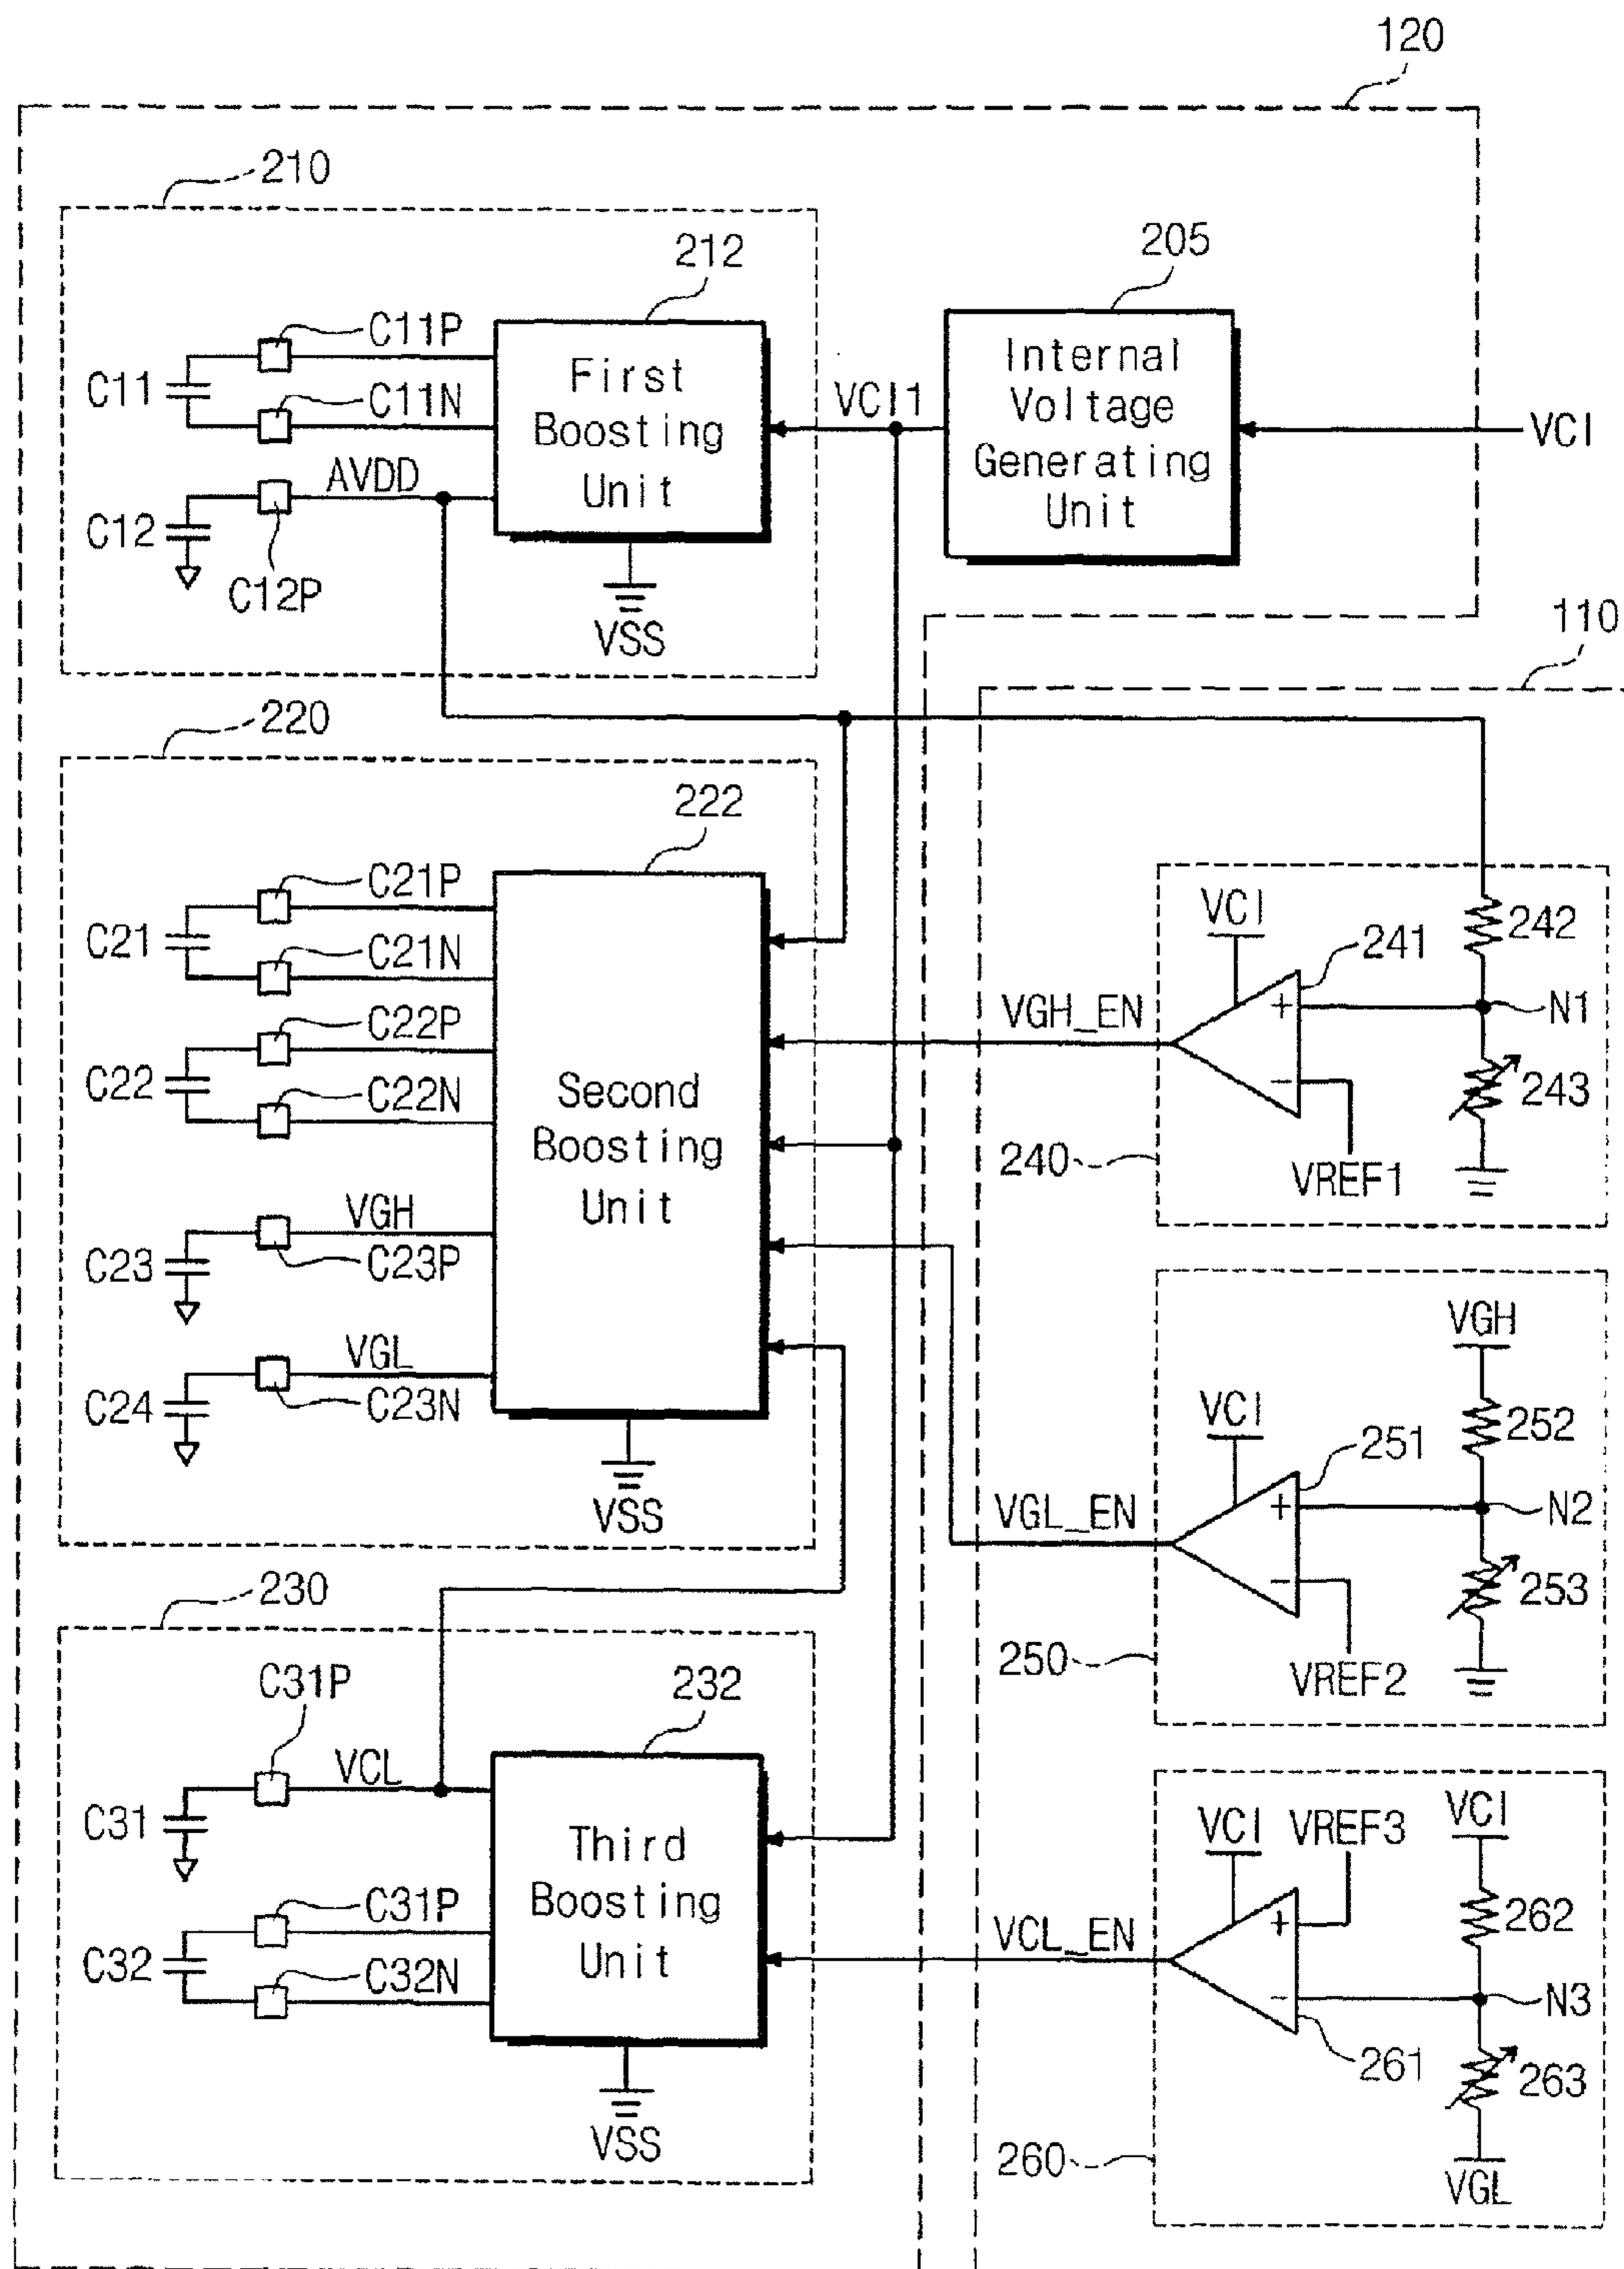 120
210
212
205
C11P
C11
C11N
AVDD
C12
C12P
First
Boosting
Unit
VSS
VCI1
Internal
Voltage
Generating
Unit
VCI
110
220
222
C21P
C21
C21N
C22P
C22
C22N
VGH
C23
C23P
VGL
C24
C23N
Second
Boosting
Unit
VSS
VGH_EN
VCI
241
242
+
N1
-
243
VREF1
240
VGL_EN
VGH
VCI
251
252
+
N2
-
253
VREF2
250
230
232
C31P
VCL
C31
C31P
C32
C32N
Third
Boosting
Unit
VSS
VCL_EN
VCI
VREF3
VCI
+
262
-
N3
261
263
VGL
260